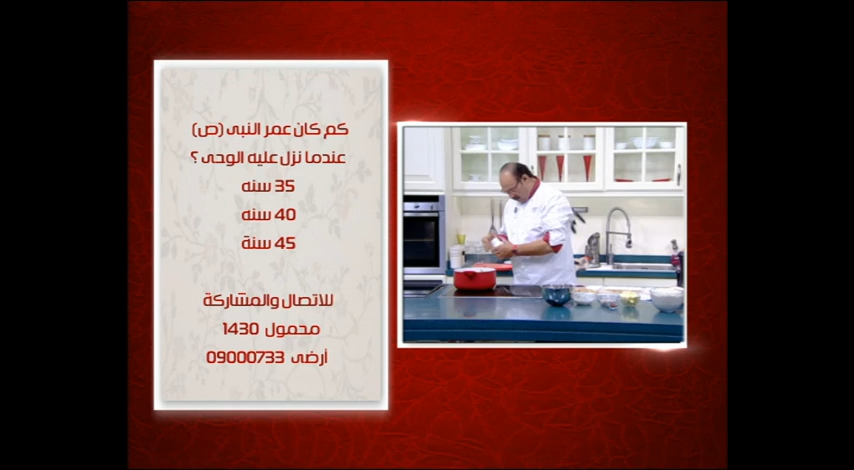 كم كان عمر النبى (ص)
عندما نزل عليه الوحى ؟
35 سنه
40 سنه
45 سنة
للاتصال والمشاركة
محمول 1430
أرضى 09000733